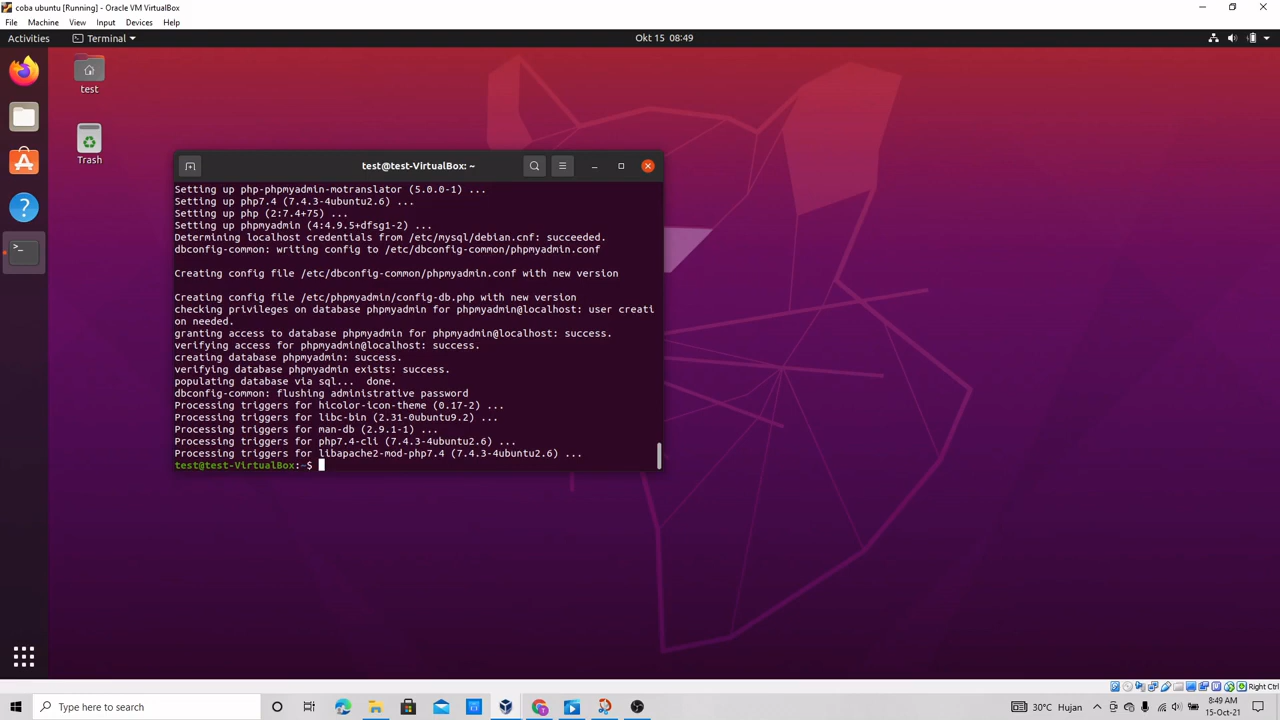 coba ubuntu [Running] - Oracle VM VirtualBox
File Machine View Input Devices Help
Activities Terminal Okt 15 08:49
test
Trash
test@test-VirtualBox: ~
Setting up php-phpmyadmin-motranslator (5.0.0-1) ...
Setting up php7.4 (7.4.3-4ubuntu2.6) ...
Setting up php (2:7.4+75) ...
Setting up phpmyadmin (4:4.9.5+dfsg1-2) ...
Determining localhost credentials from /etc/mysql/debian.cnf: succeeded.
dbconfig-common: writing config to /etc/dbconfig-common/phpmyadmin.conf
Creating config file /etc/dbconfig-common/phpmyadmin.conf with new version
Creating config file /etc/phpmyadmin/config-db.php with new version
checking privileges on database phpmyadmin for phpmyadmin@localhost: user creati
on needed.
granting access to database phpmyadmin for phpmyadmin@localhost: success.
verifying access for phpmyadmin@localhost: success.
creating database phpmyadmin: success.
verifying database phpmyadmin exists: success.
populating database via sql...  done.
dbconfig-common: flushing administrative password
Processing triggers for hicolor-icon-theme (0.17-2) ...
Processing triggers for libc-bin (2.31-0ubuntu9.2) ...
Processing triggers for man-db (2.9.1-1) ...
Processing triggers for php7.4-cli (7.4.3-4ubuntu2.6) ...
Processing triggers for libapache2-mod-php7.4 (7.4.3-4ubuntu2.6) ...
test@test-VirtualBox:~$
Right Ctrl
Type here to search
30°C Hujan
8:49 AM
15-Oct-21